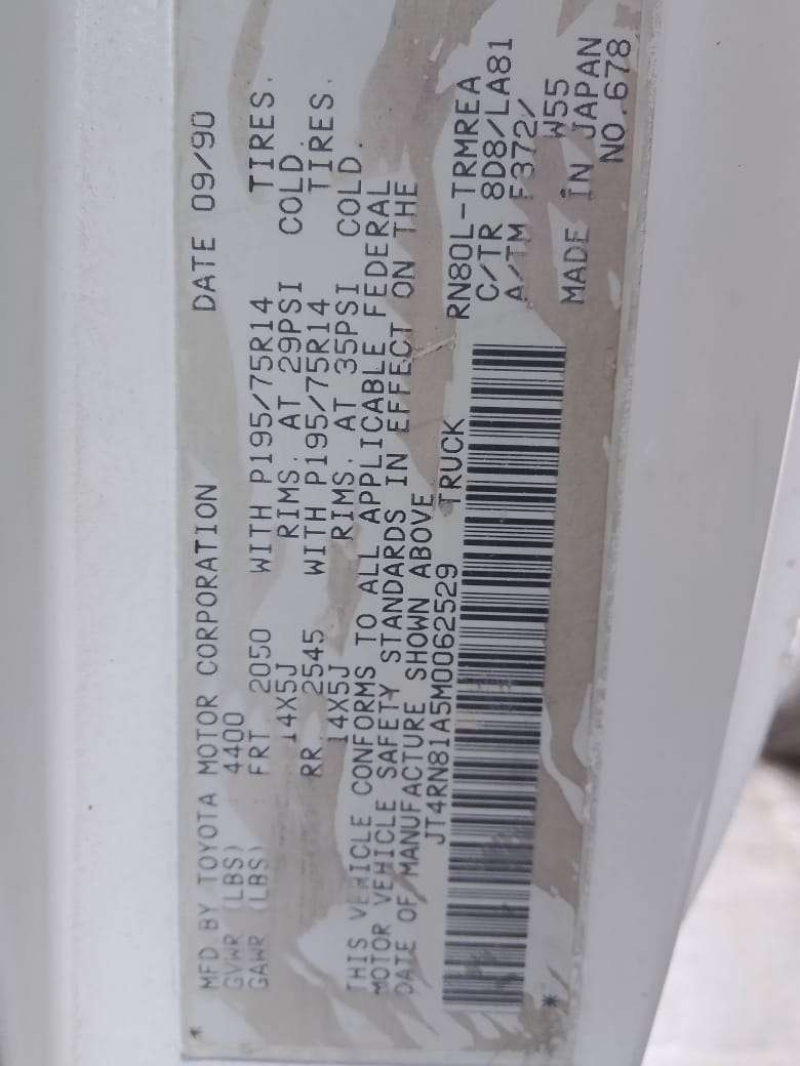 MFD BY TOYOTA MOTOR CORPORATION DATE 09/90
GVWR (LBS) 4400
GAWR (LBS) FRT 2050 WITH P195/75R14 TIRES.
14X5J RIMS. AT 29PSI COLD.
RR 2545 WITH P195/75R14 TIRES.
14X5J RIMS. AT 35PSI COLD.
THIS VEHICLE CONFORMS TO ALL APPLICABLE FEDERAL
MOTOR VEHICLE SAFETY STANDARDS IN EFFECT ON THE
DATE OF MANUFACTURE SHOWN ABOVE
JT4RN81A5M0062529 TRUCK
RN80L-TRMREA
C/TR 8D8/LA81
A/TM F372/
W55
MADE IN JAPAN
NO.678
* *